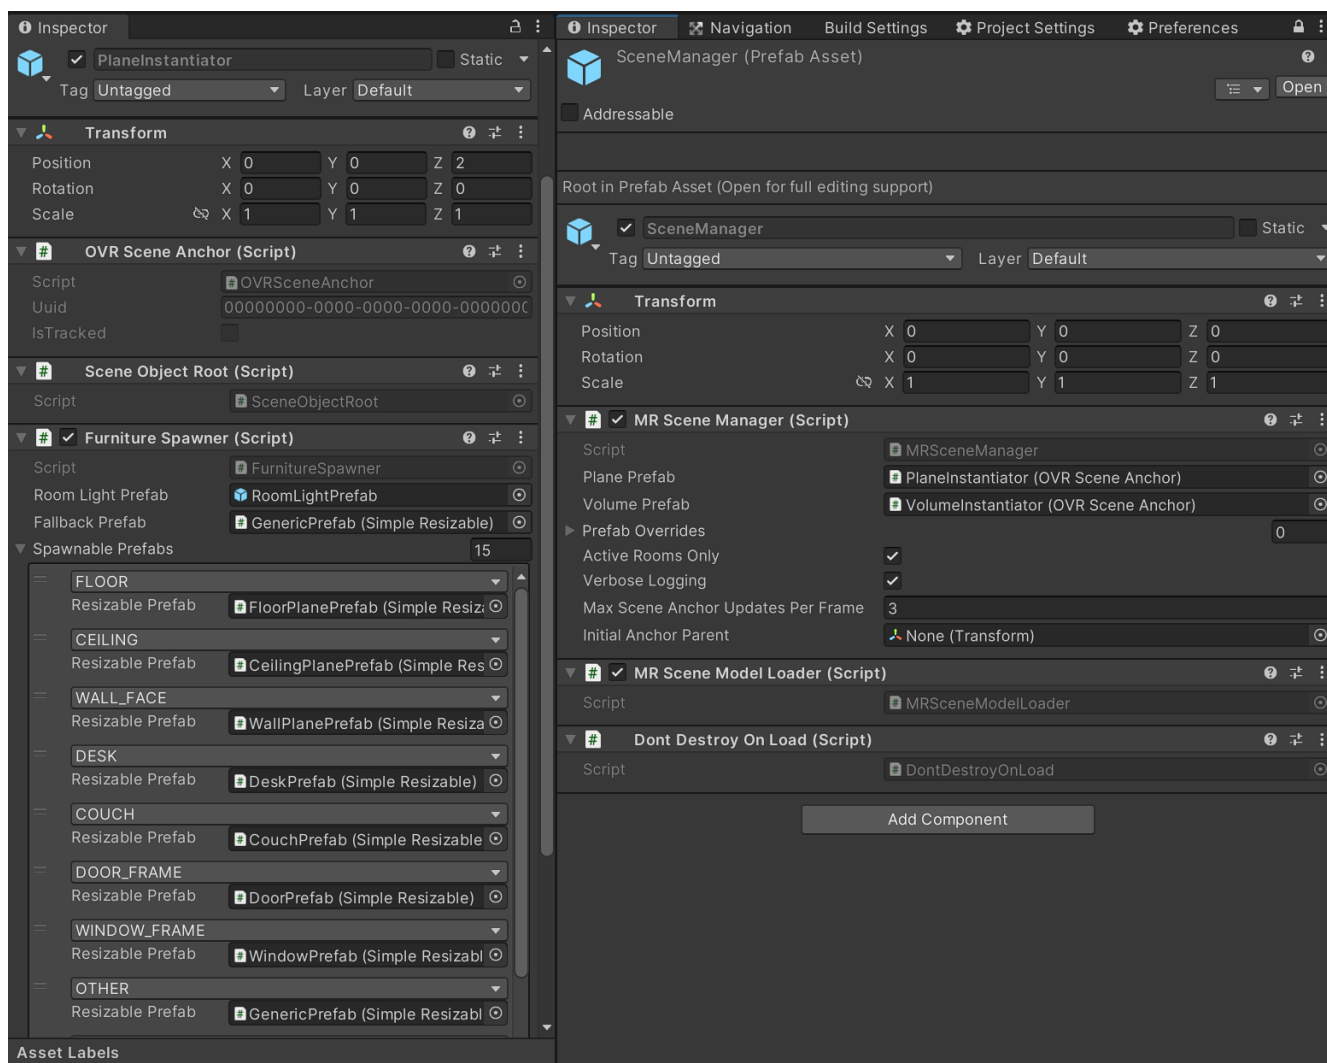 Inspector
PlaneInstantiator
Static
Tag Untagged Layer Default
Transform
Position X 0 Y 0 Z 2
Rotation X 0 Y 0 Z 0
Scale X 1 Y 1 Z 1
OVR Scene Anchor (Script)
Script OVRSceneAnchor
Uuid 00000000-0000-0000-0000-0000000
IsTracked
Scene Object Root (Script)
Script SceneObjectRoot
Furniture Spawner (Script)
Script FurnitureSpawner
Room Light Prefab RoomLightPrefab
Fallback Prefab GenericPrefab (Simple Resizable)
Spawnable Prefabs 15
FLOOR
Resizable Prefab FloorPlanePrefab (Simple Resiz
CEILING
Resizable Prefab CeilingPlanePrefab (Simple Res
WALL_FACE
Resizable Prefab WallPlanePrefab (Simple Resiza
DESK
Resizable Prefab DeskPrefab (Simple Resizable)
COUCH
Resizable Prefab CouchPrefab (Simple Resizable
DOOR_FRAME
Resizable Prefab DoorPrefab (Simple Resizable)
WINDOW_FRAME
Resizable Prefab WindowPrefab (Simple Resizabl
OTHER
Resizable Prefab GenericPrefab (Simple Resizabl
Asset Labels
Inspector Navigation Build Settings Project Settings Preferences
SceneManager (Prefab Asset)
Open
Addressable
Root in Prefab Asset (Open for full editing support)
SceneManager
Static
Tag Untagged Layer Default
Transform
Position X 0 Y 0 Z 0
Rotation X 0 Y 0 Z 0
Scale X 1 Y 1 Z 1
MR Scene Manager (Script)
Script MRSceneManager
Plane Prefab PlaneInstantiator (OVR Scene Anchor)
Volume Prefab VolumeInstantiator (OVR Scene Anchor)
Prefab Overrides 0
Active Rooms Only
Verbose Logging
Max Scene Anchor Updates Per Frame 3
Initial Anchor Parent None (Transform)
MR Scene Model Loader (Script)
Script MRSceneModelLoader
Dont Destroy On Load (Script)
Script DontDestroyOnLoad
Add Component